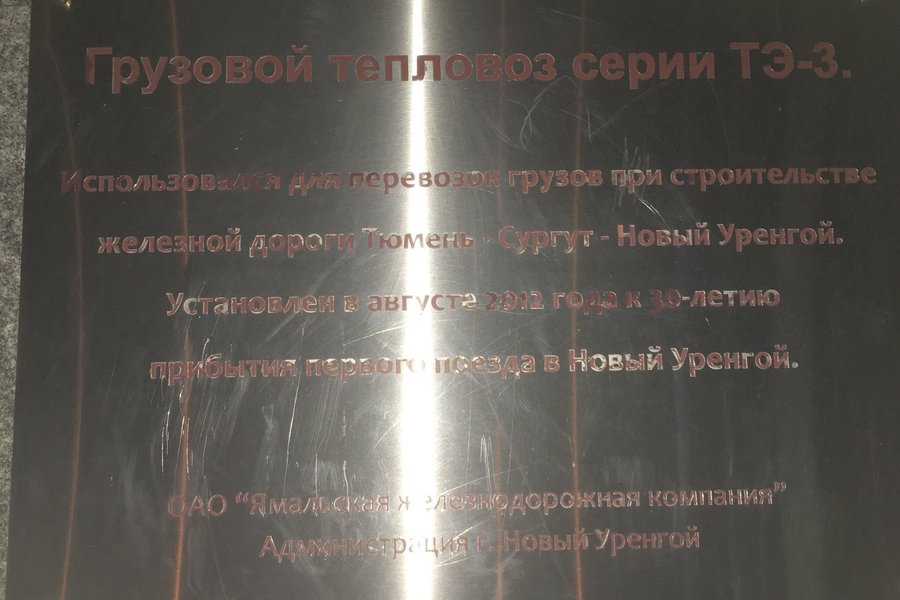 Грузовой тепловоз серии ТЭ-3.
Использовался для перевозок грузов при строительстве
железной дороги Тюмень - Сургут - Новый Уренгой.
Установлен в августе 2012 года к 30-летию
прибытия первого поезда в Новый Уренгой.
ОАО “Ямальская железнодорожная компания”
Администрация г. Новый Уренгой